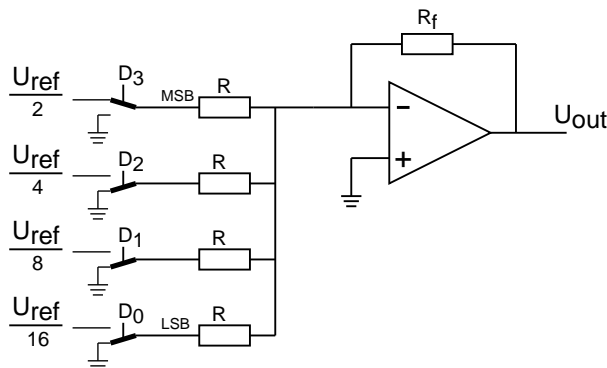 Rf
D3
Uref
2
MSB
R
−
+
Uout
D2
Uref
4
R
D1
Uref
8
R
D0
Uref
16
LSB
R